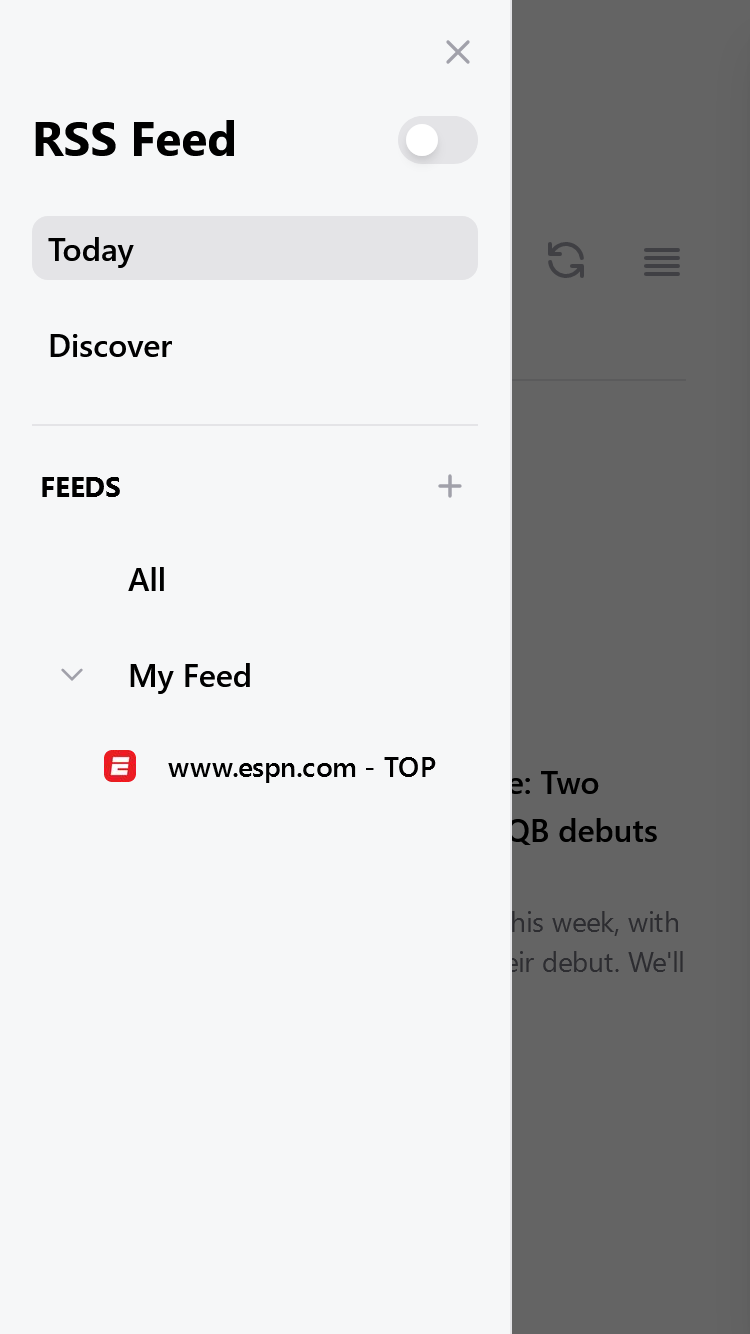 RSS Feed
Today
Discover
FEEDS
All
My Feed
www.espn.com - TOP
e: Two
QB debuts
his week, with
eir debut. We'll